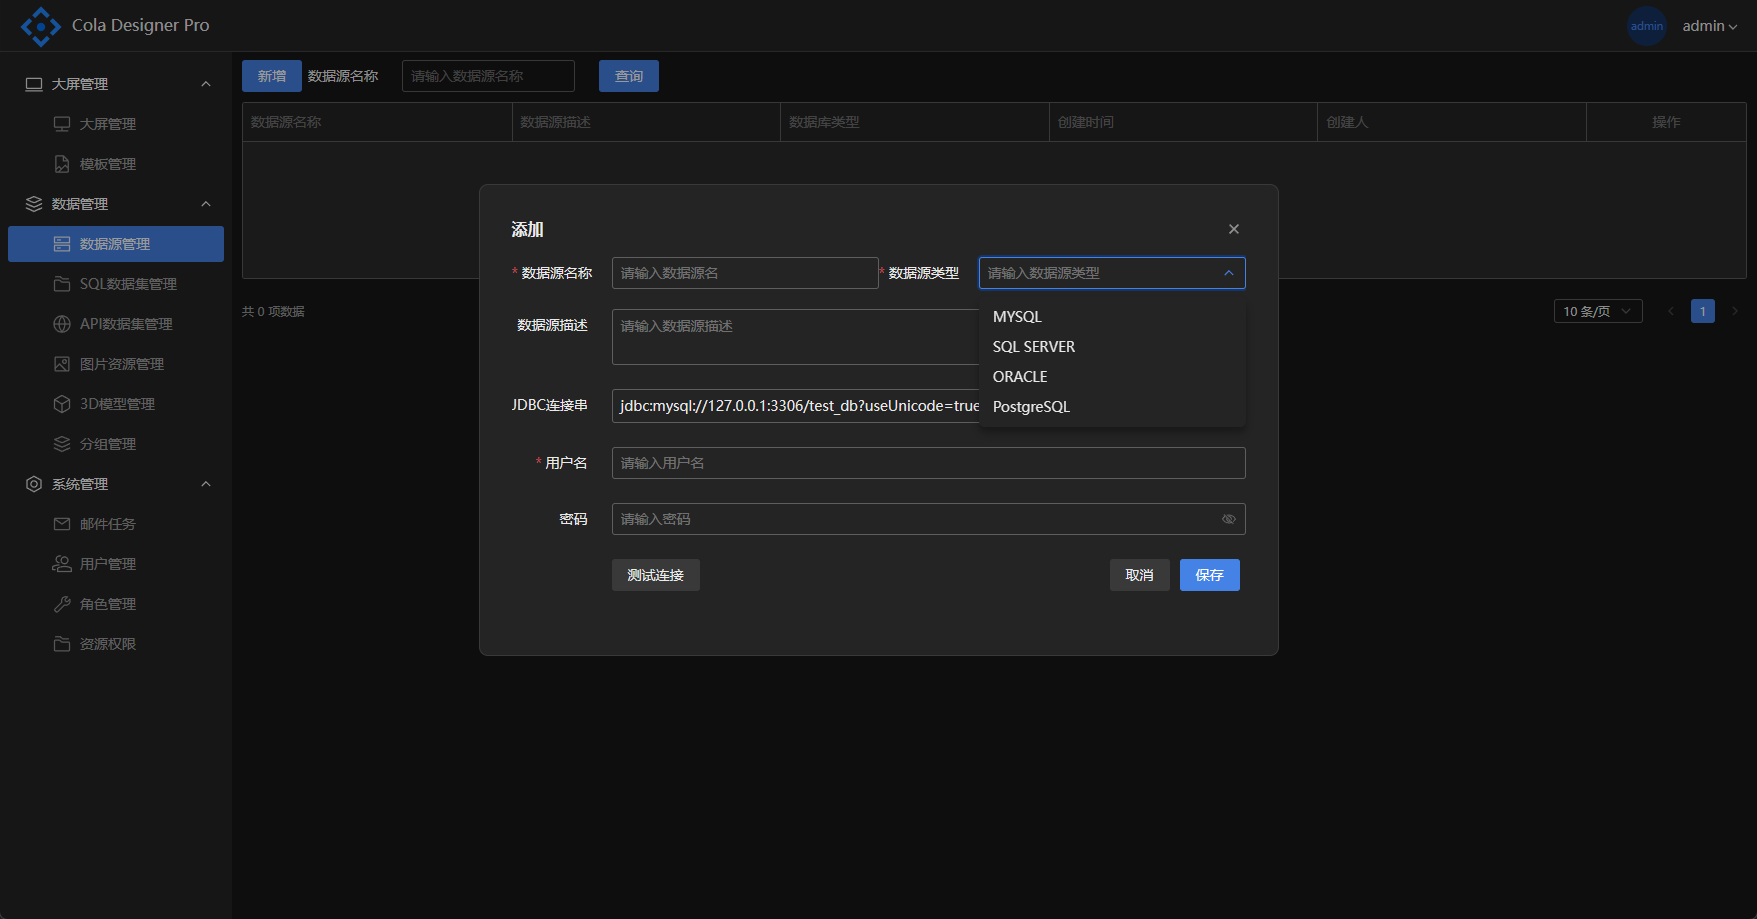 Cola Designer Pro
admin
admin
大屏管理
大屏管理
模板管理
数据管理
数据源管理
SQL数据集管理
API数据集管理
图片资源管理
3D模型管理
分组管理
系统管理
邮件任务
用户管理
角色管理
资源权限
新增 数据源名称 请输入数据源名称 查询
数据源名称 数据源描述 数据库类型 创建时间 创建人 操作
添加
* 数据源名称 请输入数据源名 * 数据源类型 请输入数据源类型
MYSQL
SQL SERVER
ORACLE
PostgreSQL
数据源描述 请输入数据源描述
JDBC连接串 jdbc:mysql://127.0.0.1:3306/test_db?useUnicode=true
* 用户名 请输入用户名
密码 请输入密码
测试连接 取消 保存
共 0 项数据 10 条/页 1